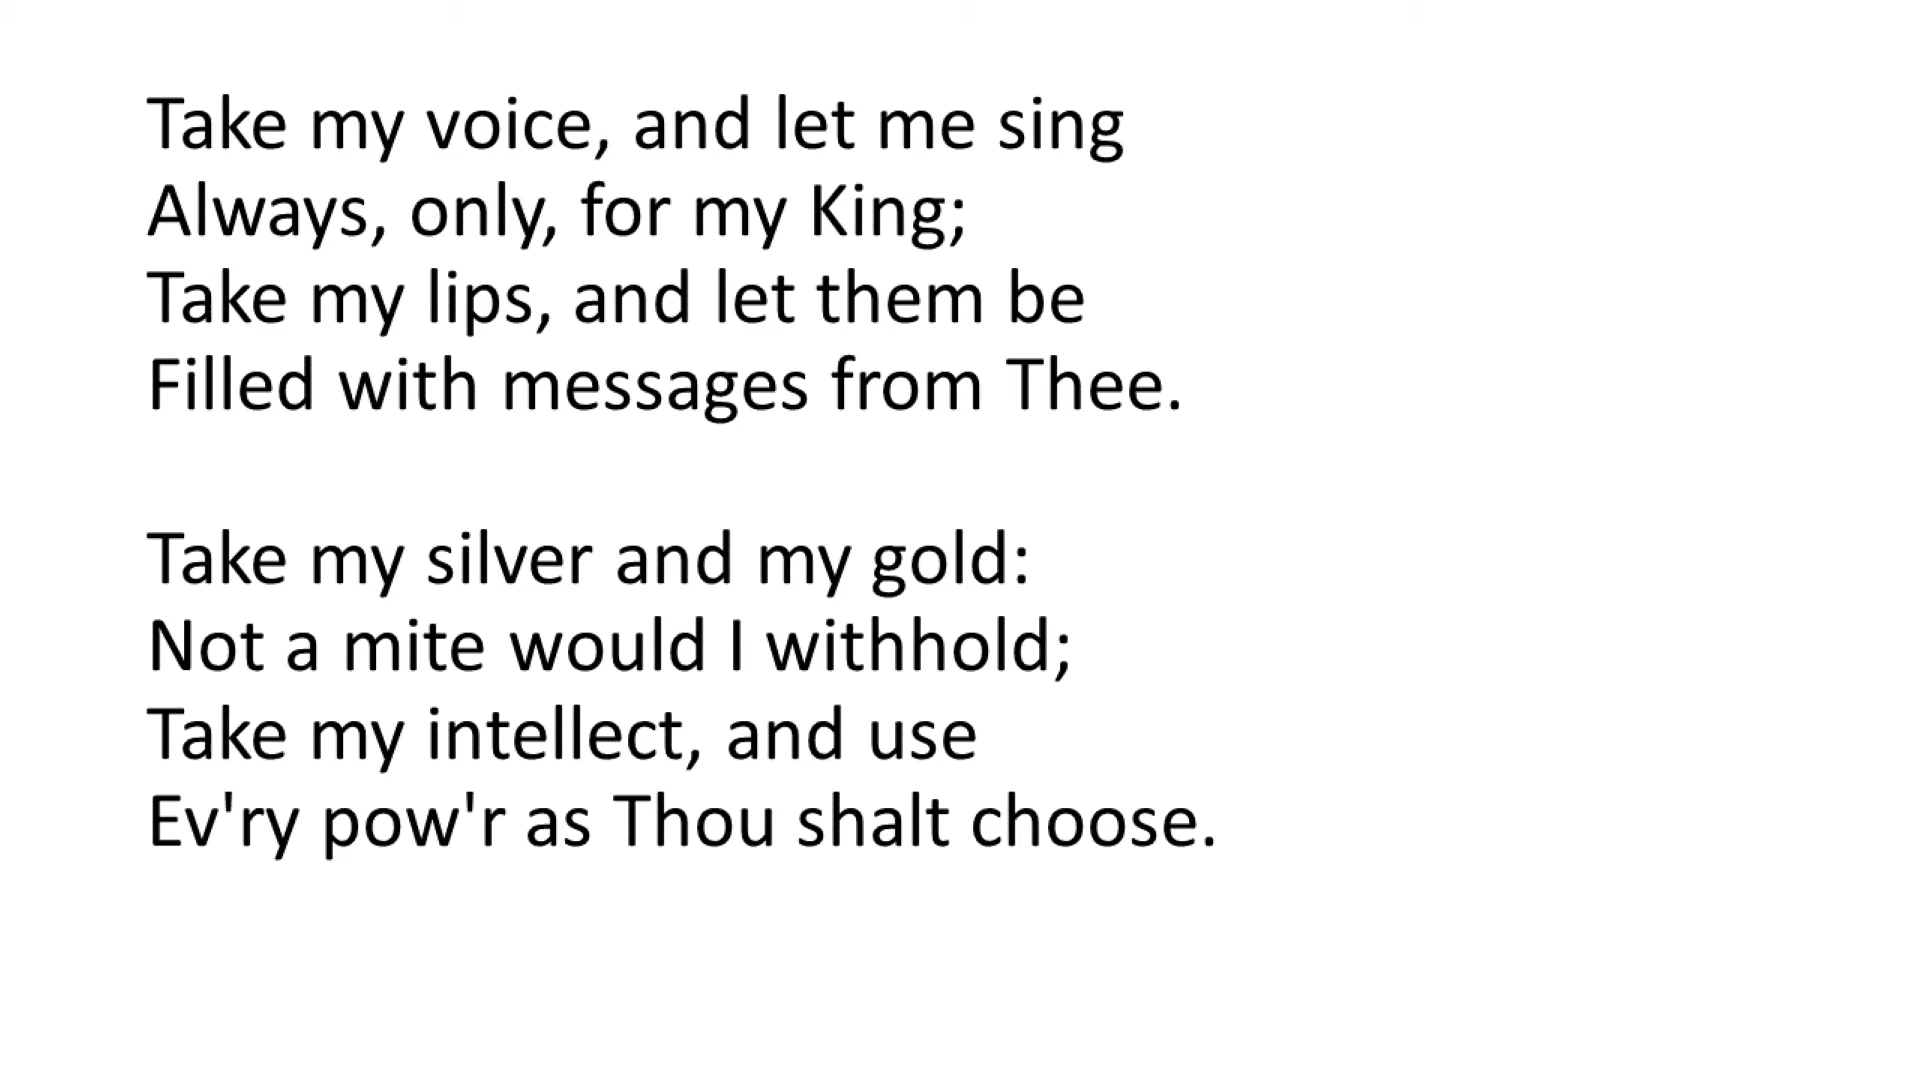 Take my voice, and let me sing
Always, only, for my King;
Take my lips, and let them be
Filled with messages from Thee.

Take my silver and my gold:
Not a mite would I withhold;
Take my intellect, and use
Ev'ry pow'r as Thou shalt choose.